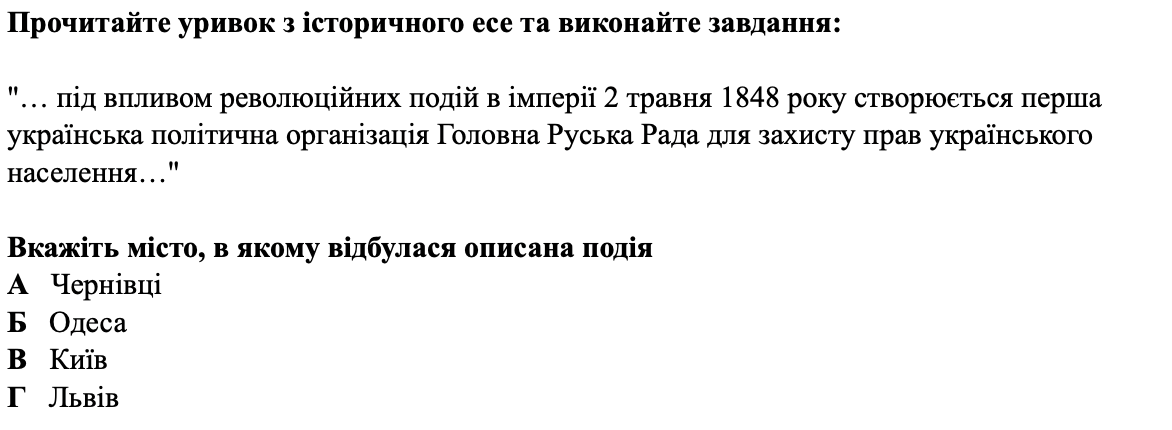 Прочитайте уривок з історичного есе та виконайте завдання:
"… під впливом революційних подій в імперії 2 травня 1848 року створюється перша
українська політична організація Головна Руська Рада для захисту прав українського
населення…"
Вкажіть місто, в якому відбулася описана подія
А Чернівці
Б Одеса
В Київ
Г Львів